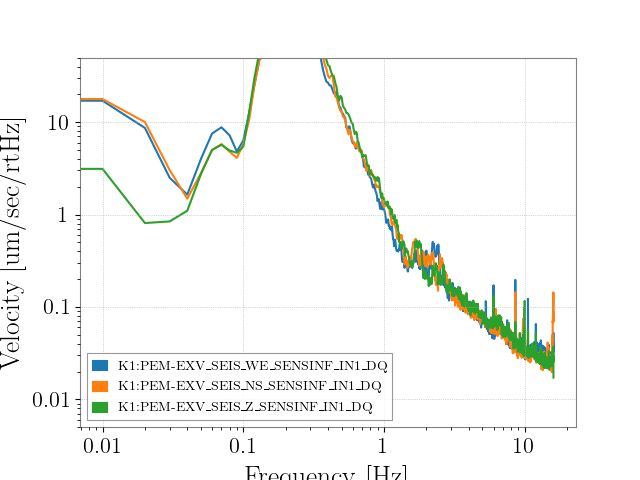 Velocity [um/sec/rtHz]
10
1
0.1
0.01
K1:PEM-EXV_SEIS_WE_SENSINF_IN1_DQ
K1:PEM-EXV_SEIS_NS_SENSINF_IN1_DQ
K1:PEM-EXV_SEIS_Z_SENSINF_IN1_DQ
0.01 0.1 1 10
Frequency [Hz]